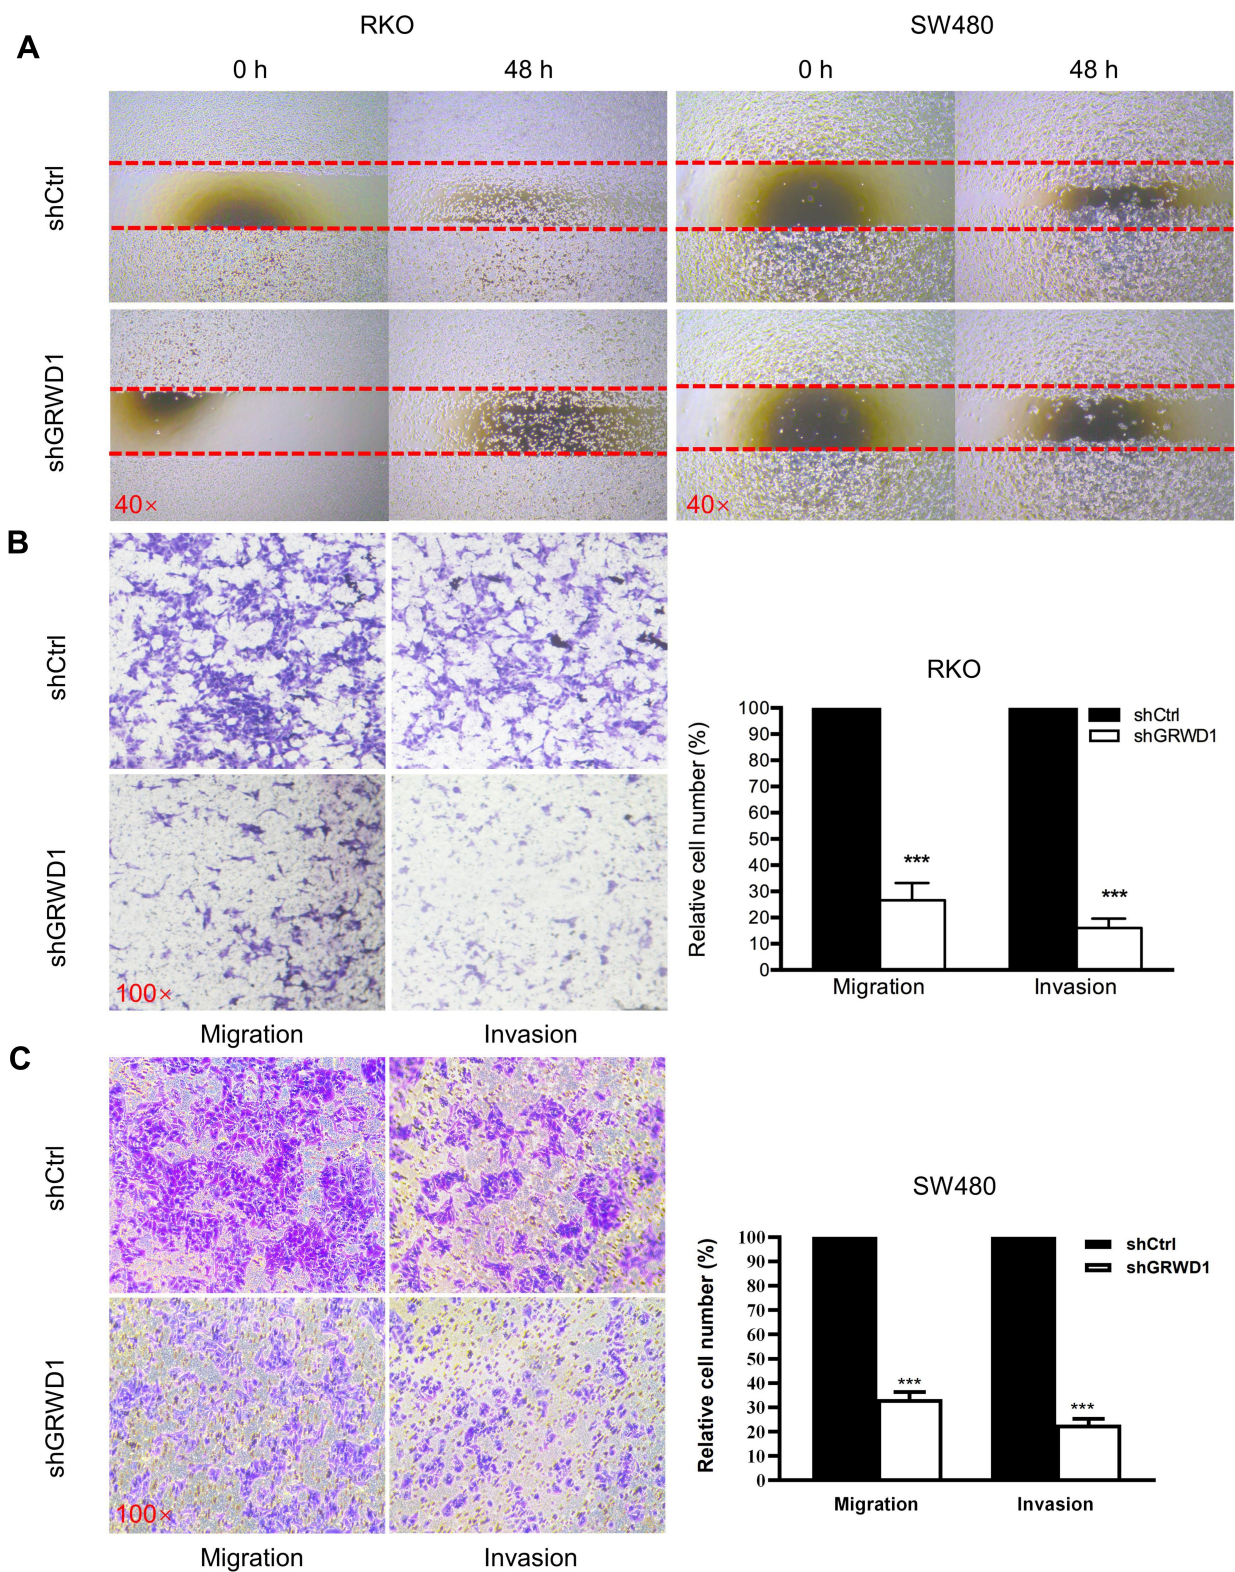 A
RKO
SW480
0 h
48 h
0 h
48 h
shCtrl
shGRWD1
40×
40×
B
shCtrl
shGRWD1
100×
Migration
Invasion
RKO
Relative cell number (%)
100
90
80
70
60
50
40
30
20
10
0
shCtrl
shGRWD1
***
***
Migration
Invasion
C
shCtrl
shGRWD1
100×
Migration
Invasion
SW480
Relative cell number (%)
100
90
80
70
60
50
40
30
20
10
0
shCtrl
shGRWD1
***
***
Migration
Invasion